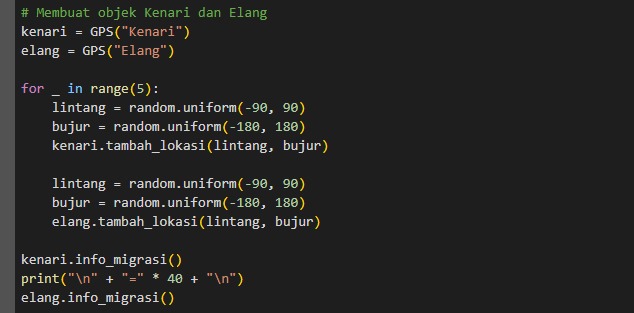 # Membuat objek Kenari dan Elang
kenari = GPS("Kenari")
elang = GPS("Elang")
for _ in range(5):
    lintang = random.uniform(-90, 90)
    bujur = random.uniform(-180, 180)
    kenari.tambah_lokasi(lintang, bujur)
    lintang = random.uniform(-90, 90)
    bujur = random.uniform(-180, 180)
    elang.tambah_lokasi(lintang, bujur)
kenari.info_migrasi()
print("\n" + "=" * 40 + "\n")
elang.info_migrasi()